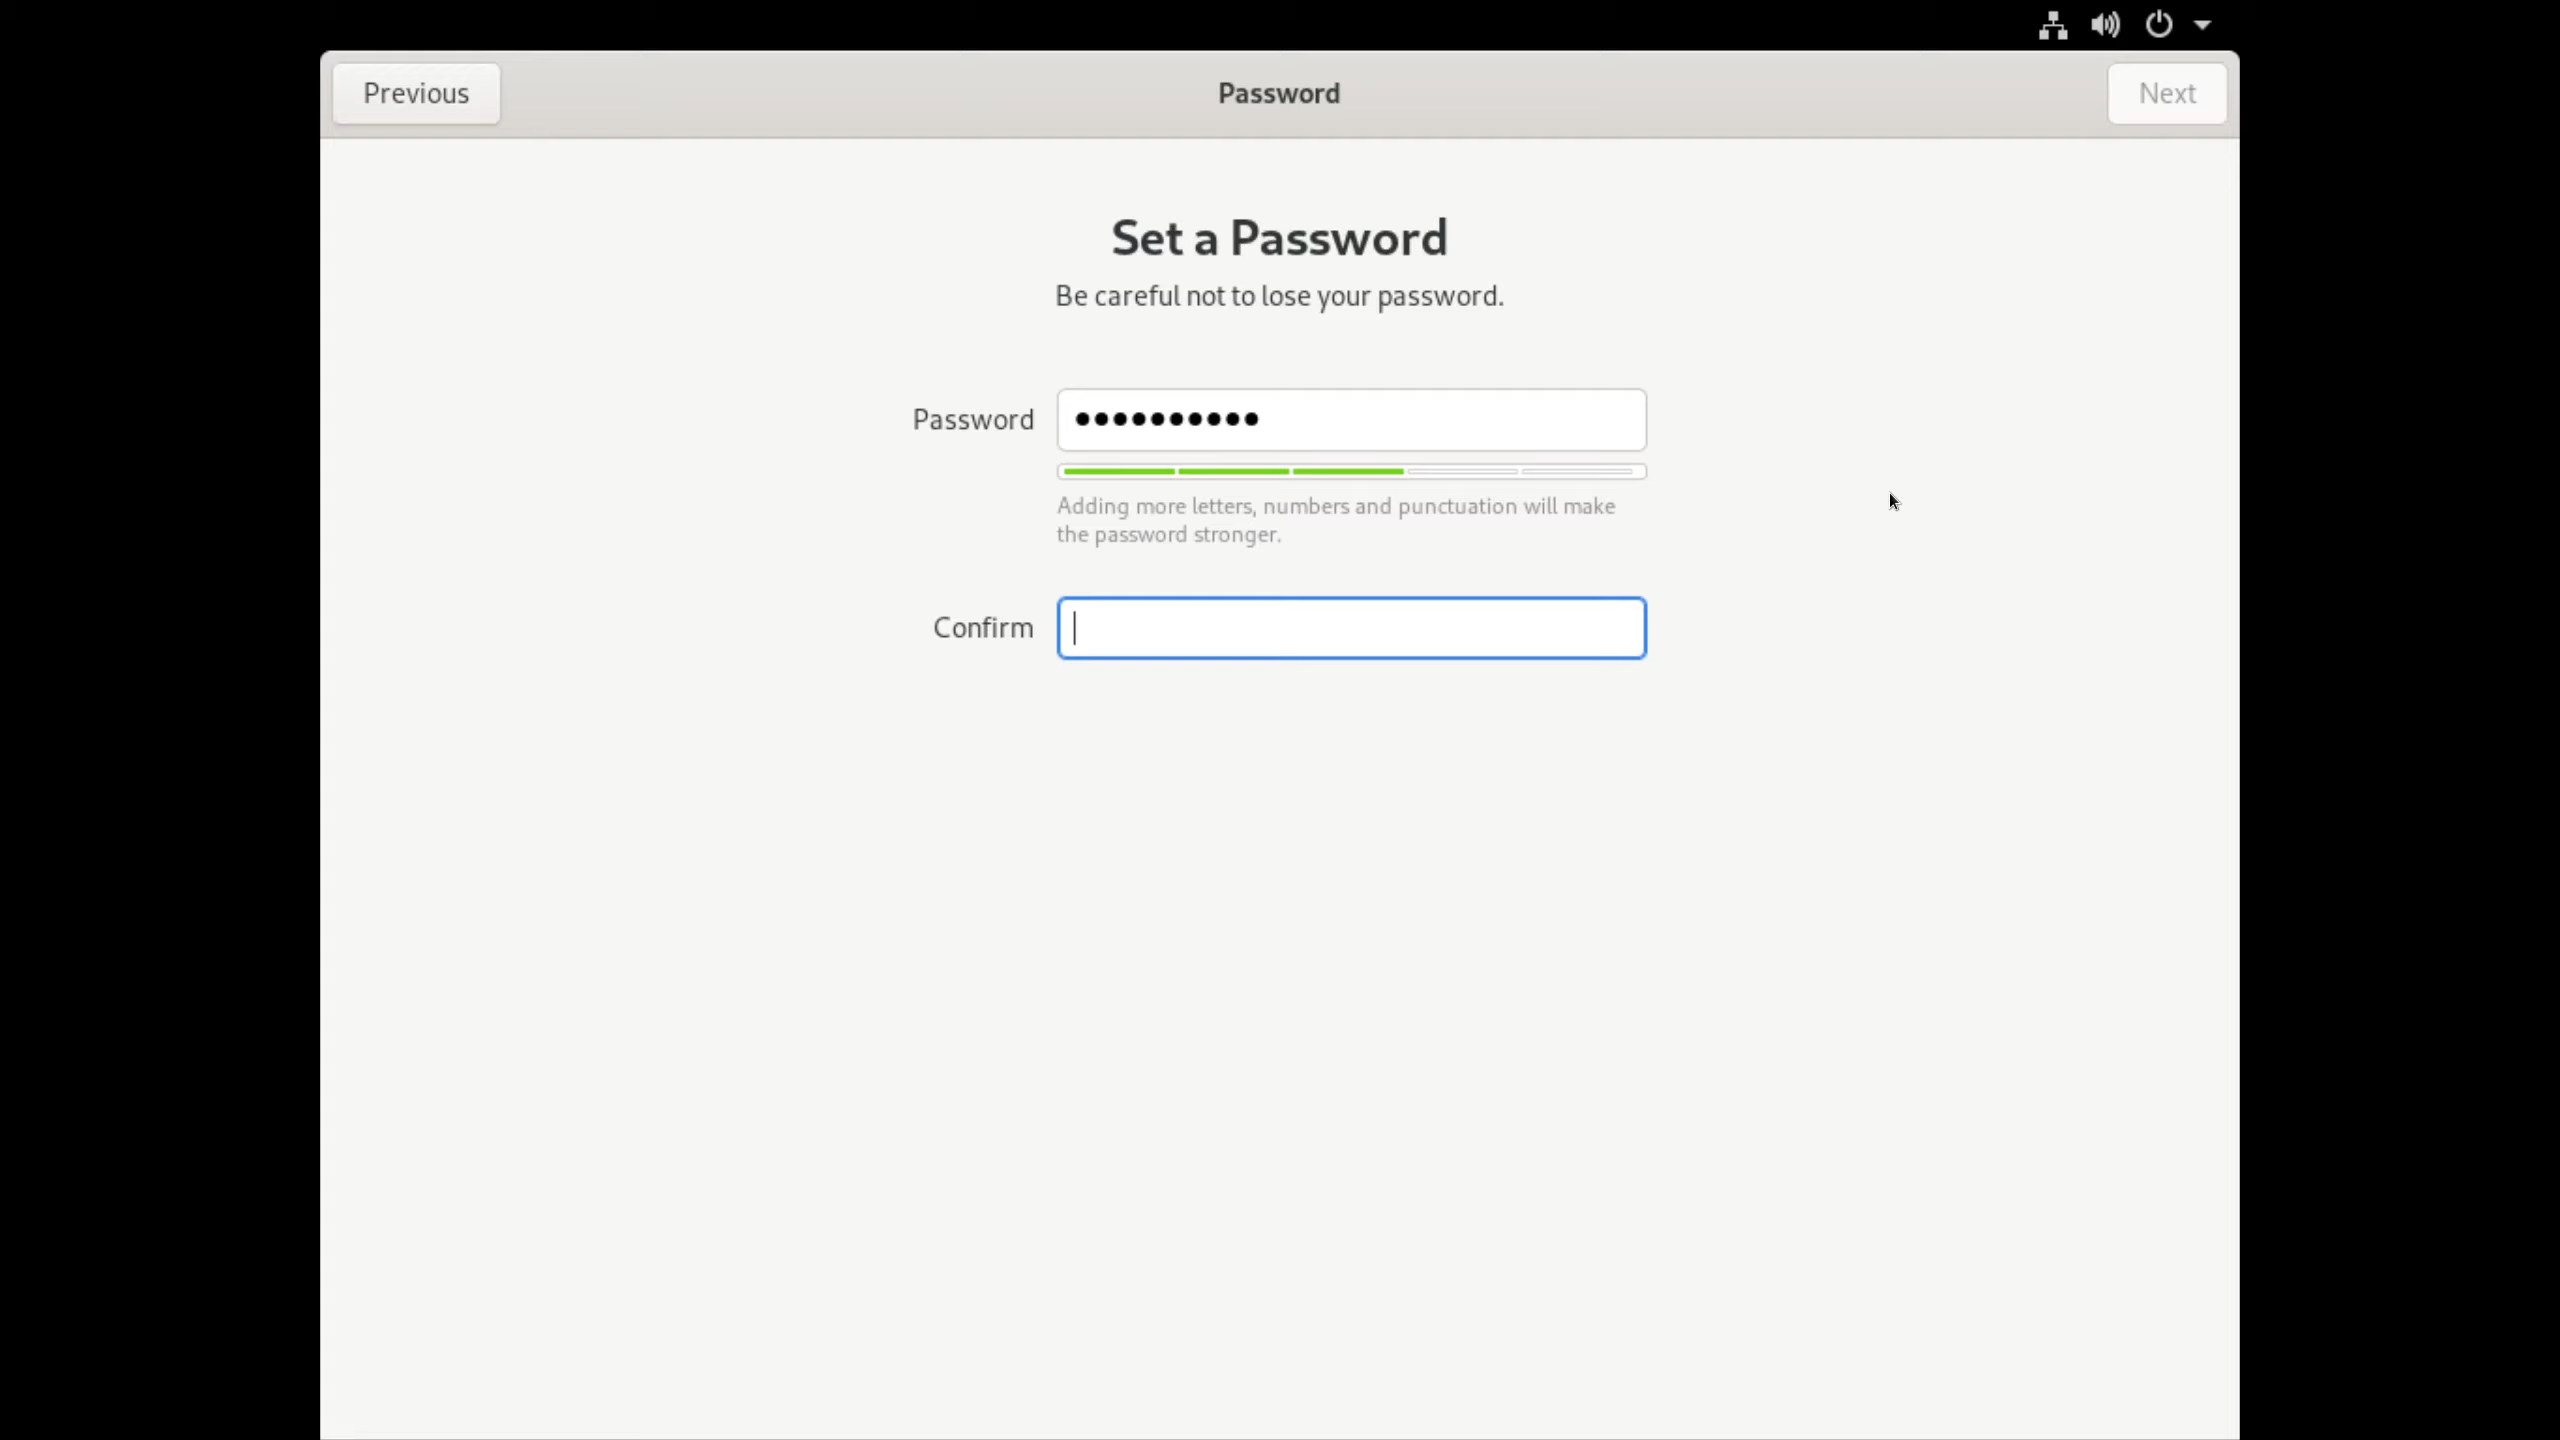 Previous
Password
Next
Set a Password
Be careful not to lose your password.
Password
●●●●●●●●●●
Adding more letters, numbers and punctuation will make
the password stronger.
Confirm